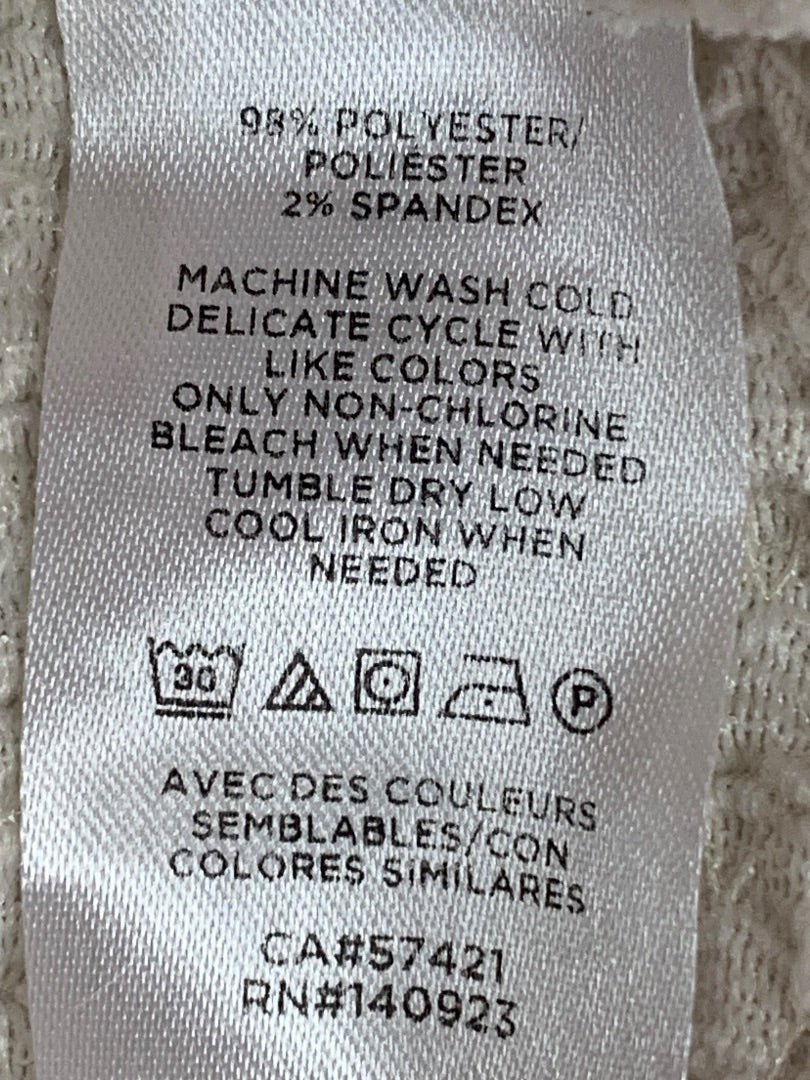 98% POLYESTER/
POLIÉSTER
2% SPANDEX
MACHINE WASH COLD
DELICATE CYCLE WITH
LIKE COLORS
ONLY NON-CHLORINE
BLEACH WHEN NEEDED
TUMBLE DRY LOW
COOL IRON WHEN
NEEDED
30 P
AVEC DES COULEURS
SEMBLABLES/CON
COLORES SIMILARES
CA#57421
RN#140923